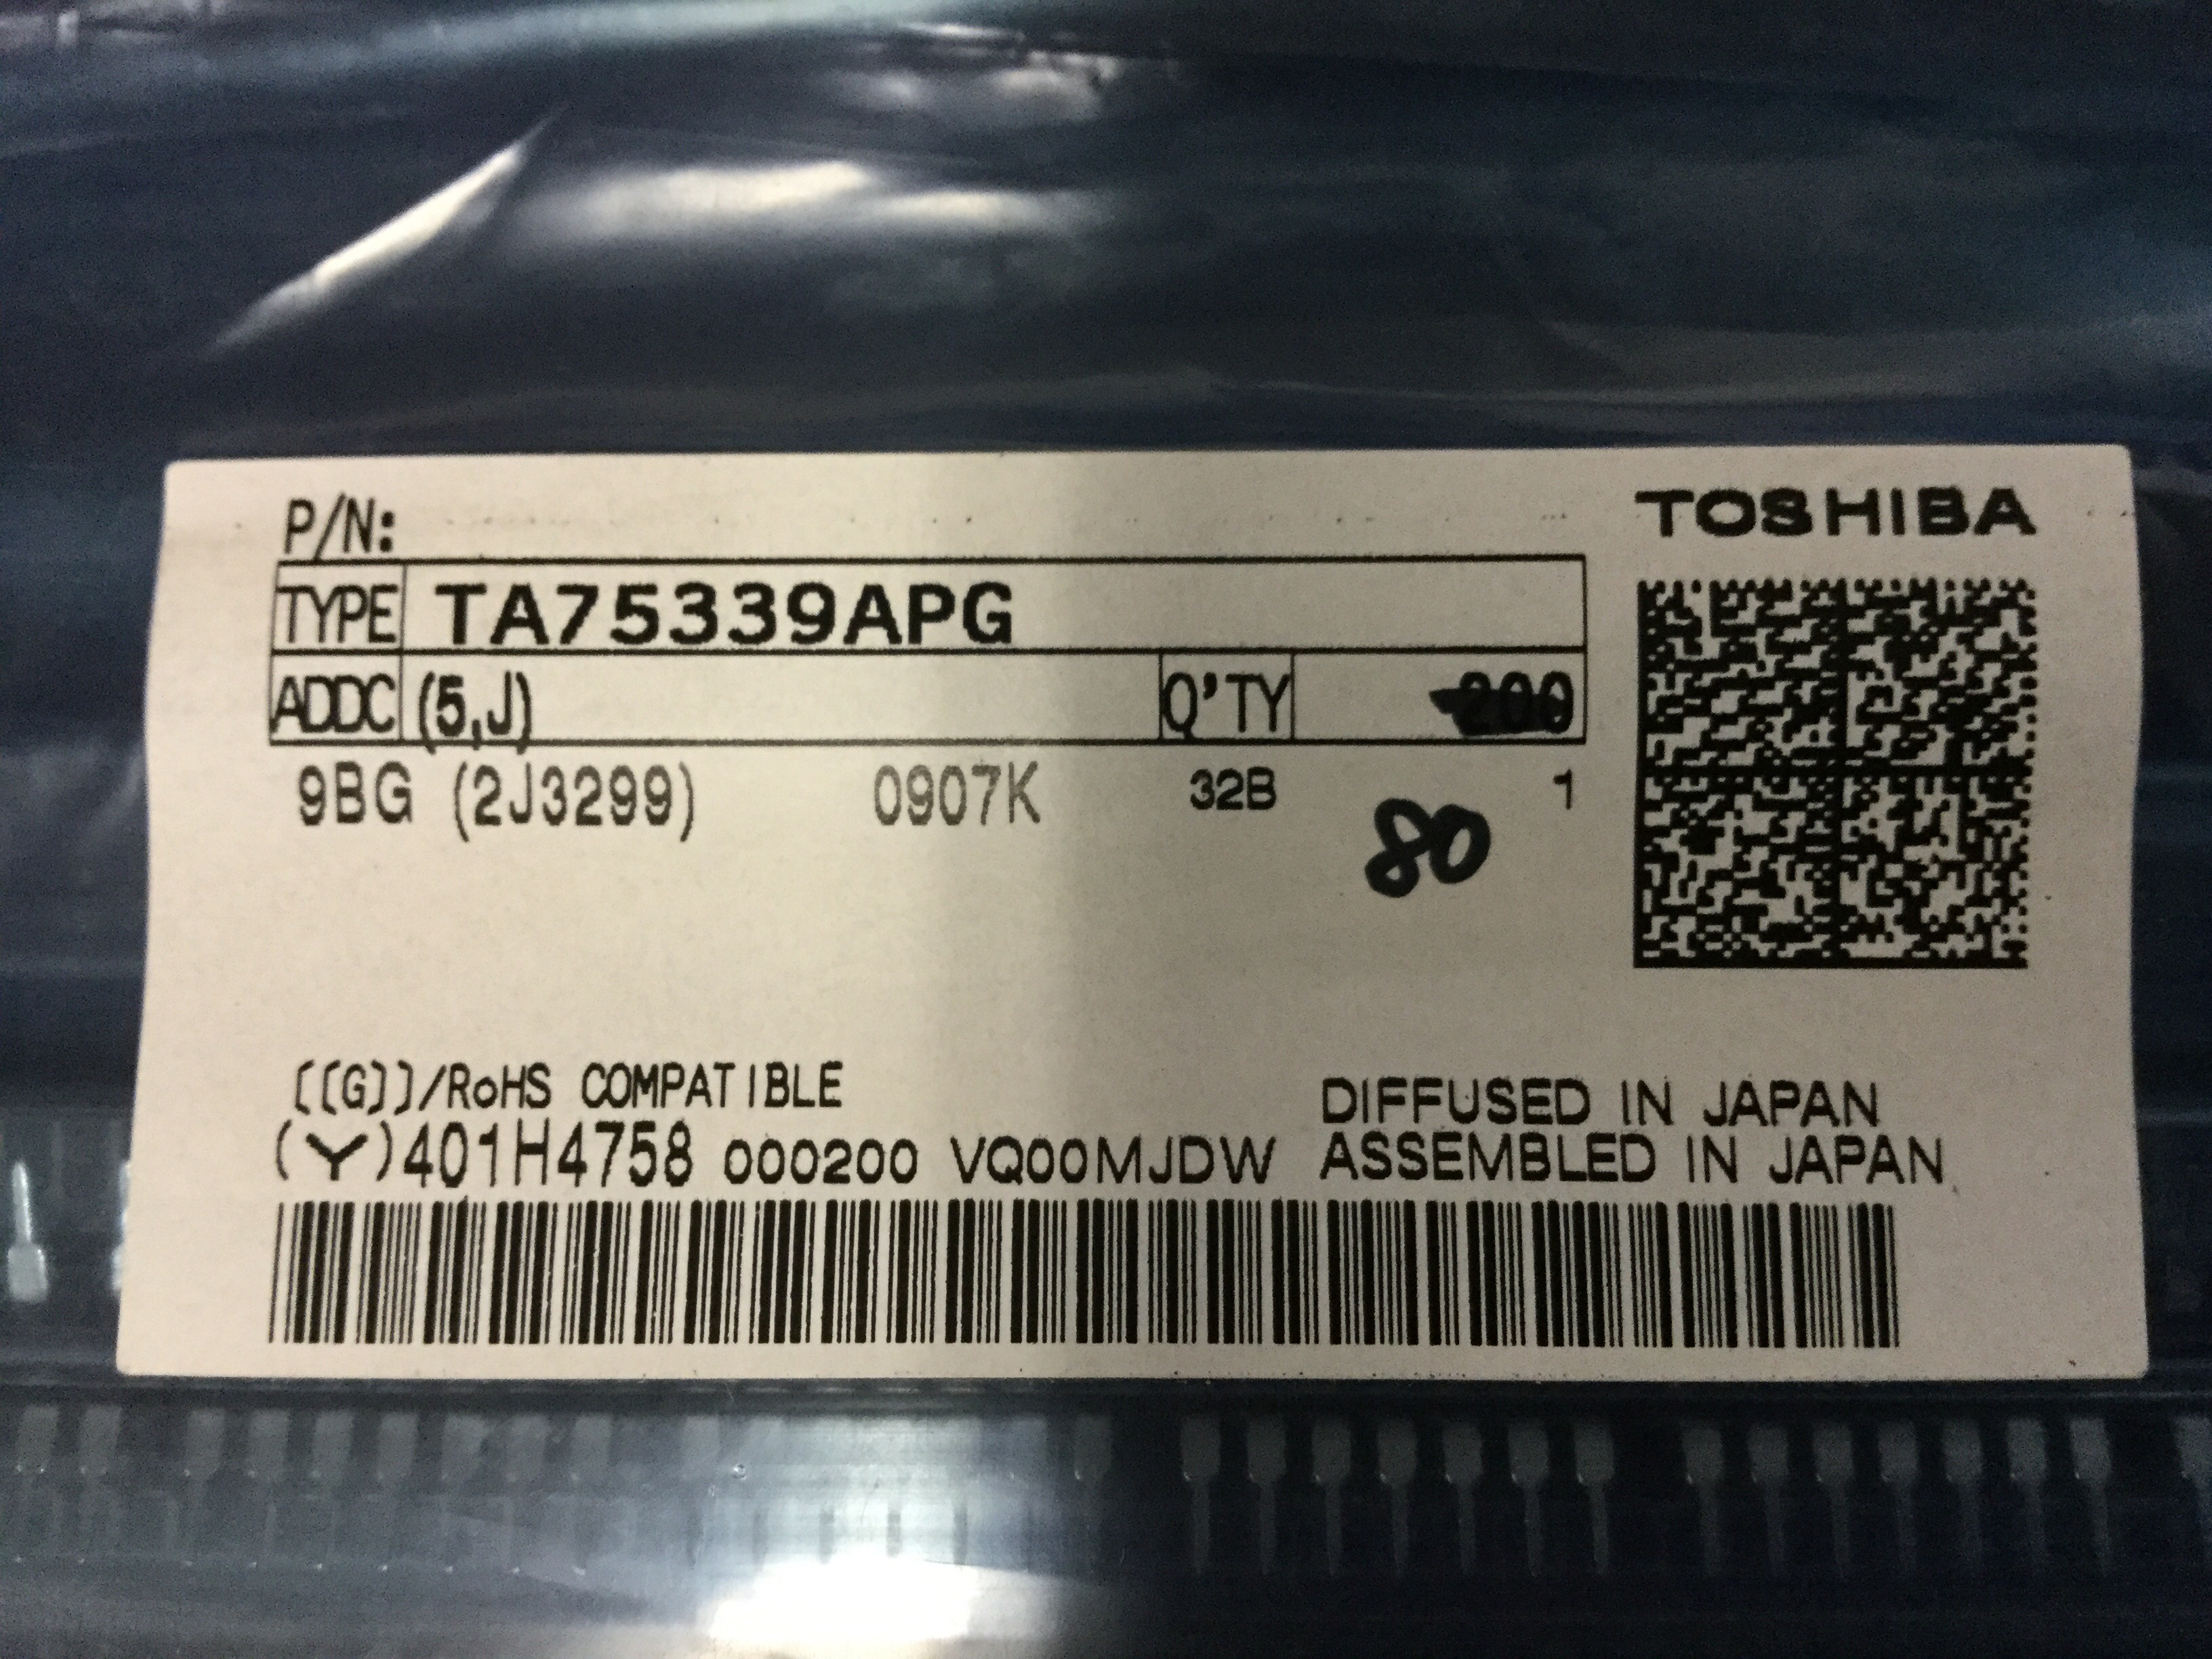 P/N:
TOSHIBA
TYPE TA75339APG
ADDC (5,J) Q'TY 200
9BG (2J3299) 0907K 32B 1
80
[[G]]/RoHS COMPATIBLE
DIFFUSED IN JAPAN
(Y)401H4758 000200 VQ00MJDW
ASSEMBLED IN JAPAN